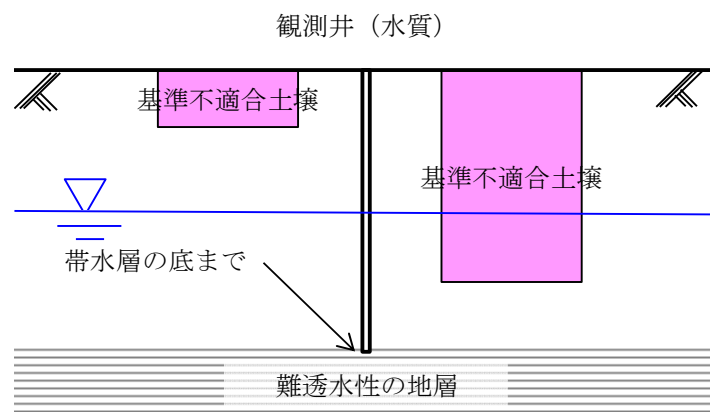 観測井（水質）
基準不適合土壌
基準不適合土壌
帯水層の底まで
難透水性の地層